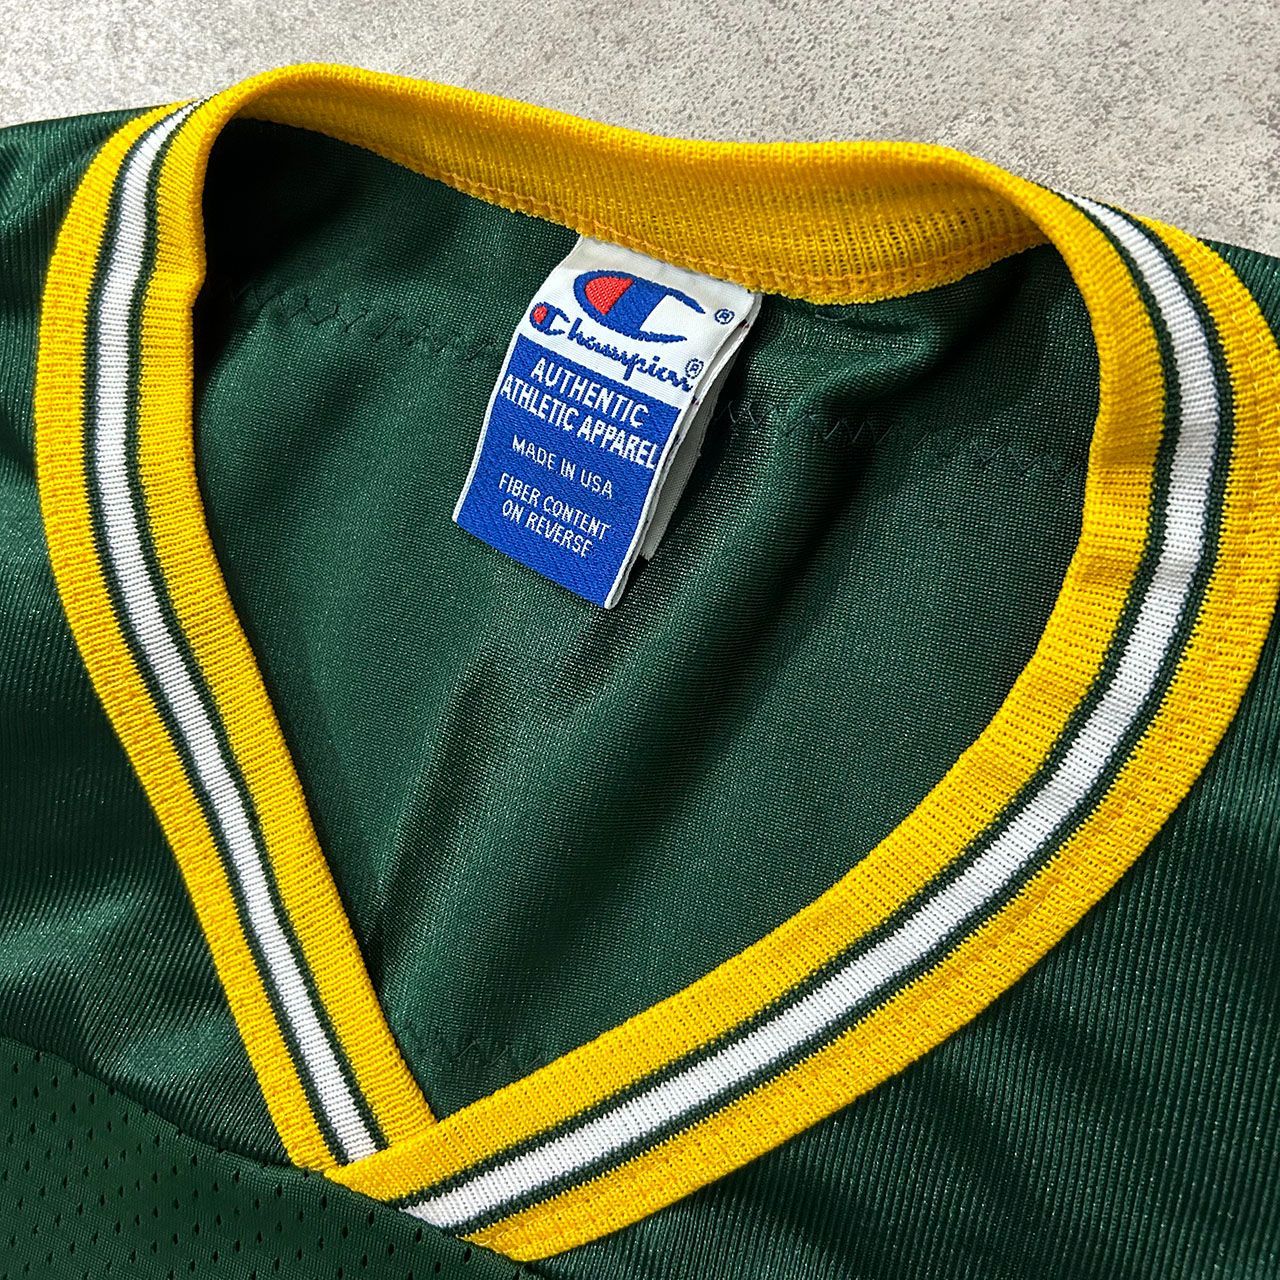 ®
Champion®
AUTHENTIC
ATHLETIC APPAREL
MADE IN USA
FIBER CONTENT
ON REVERSE